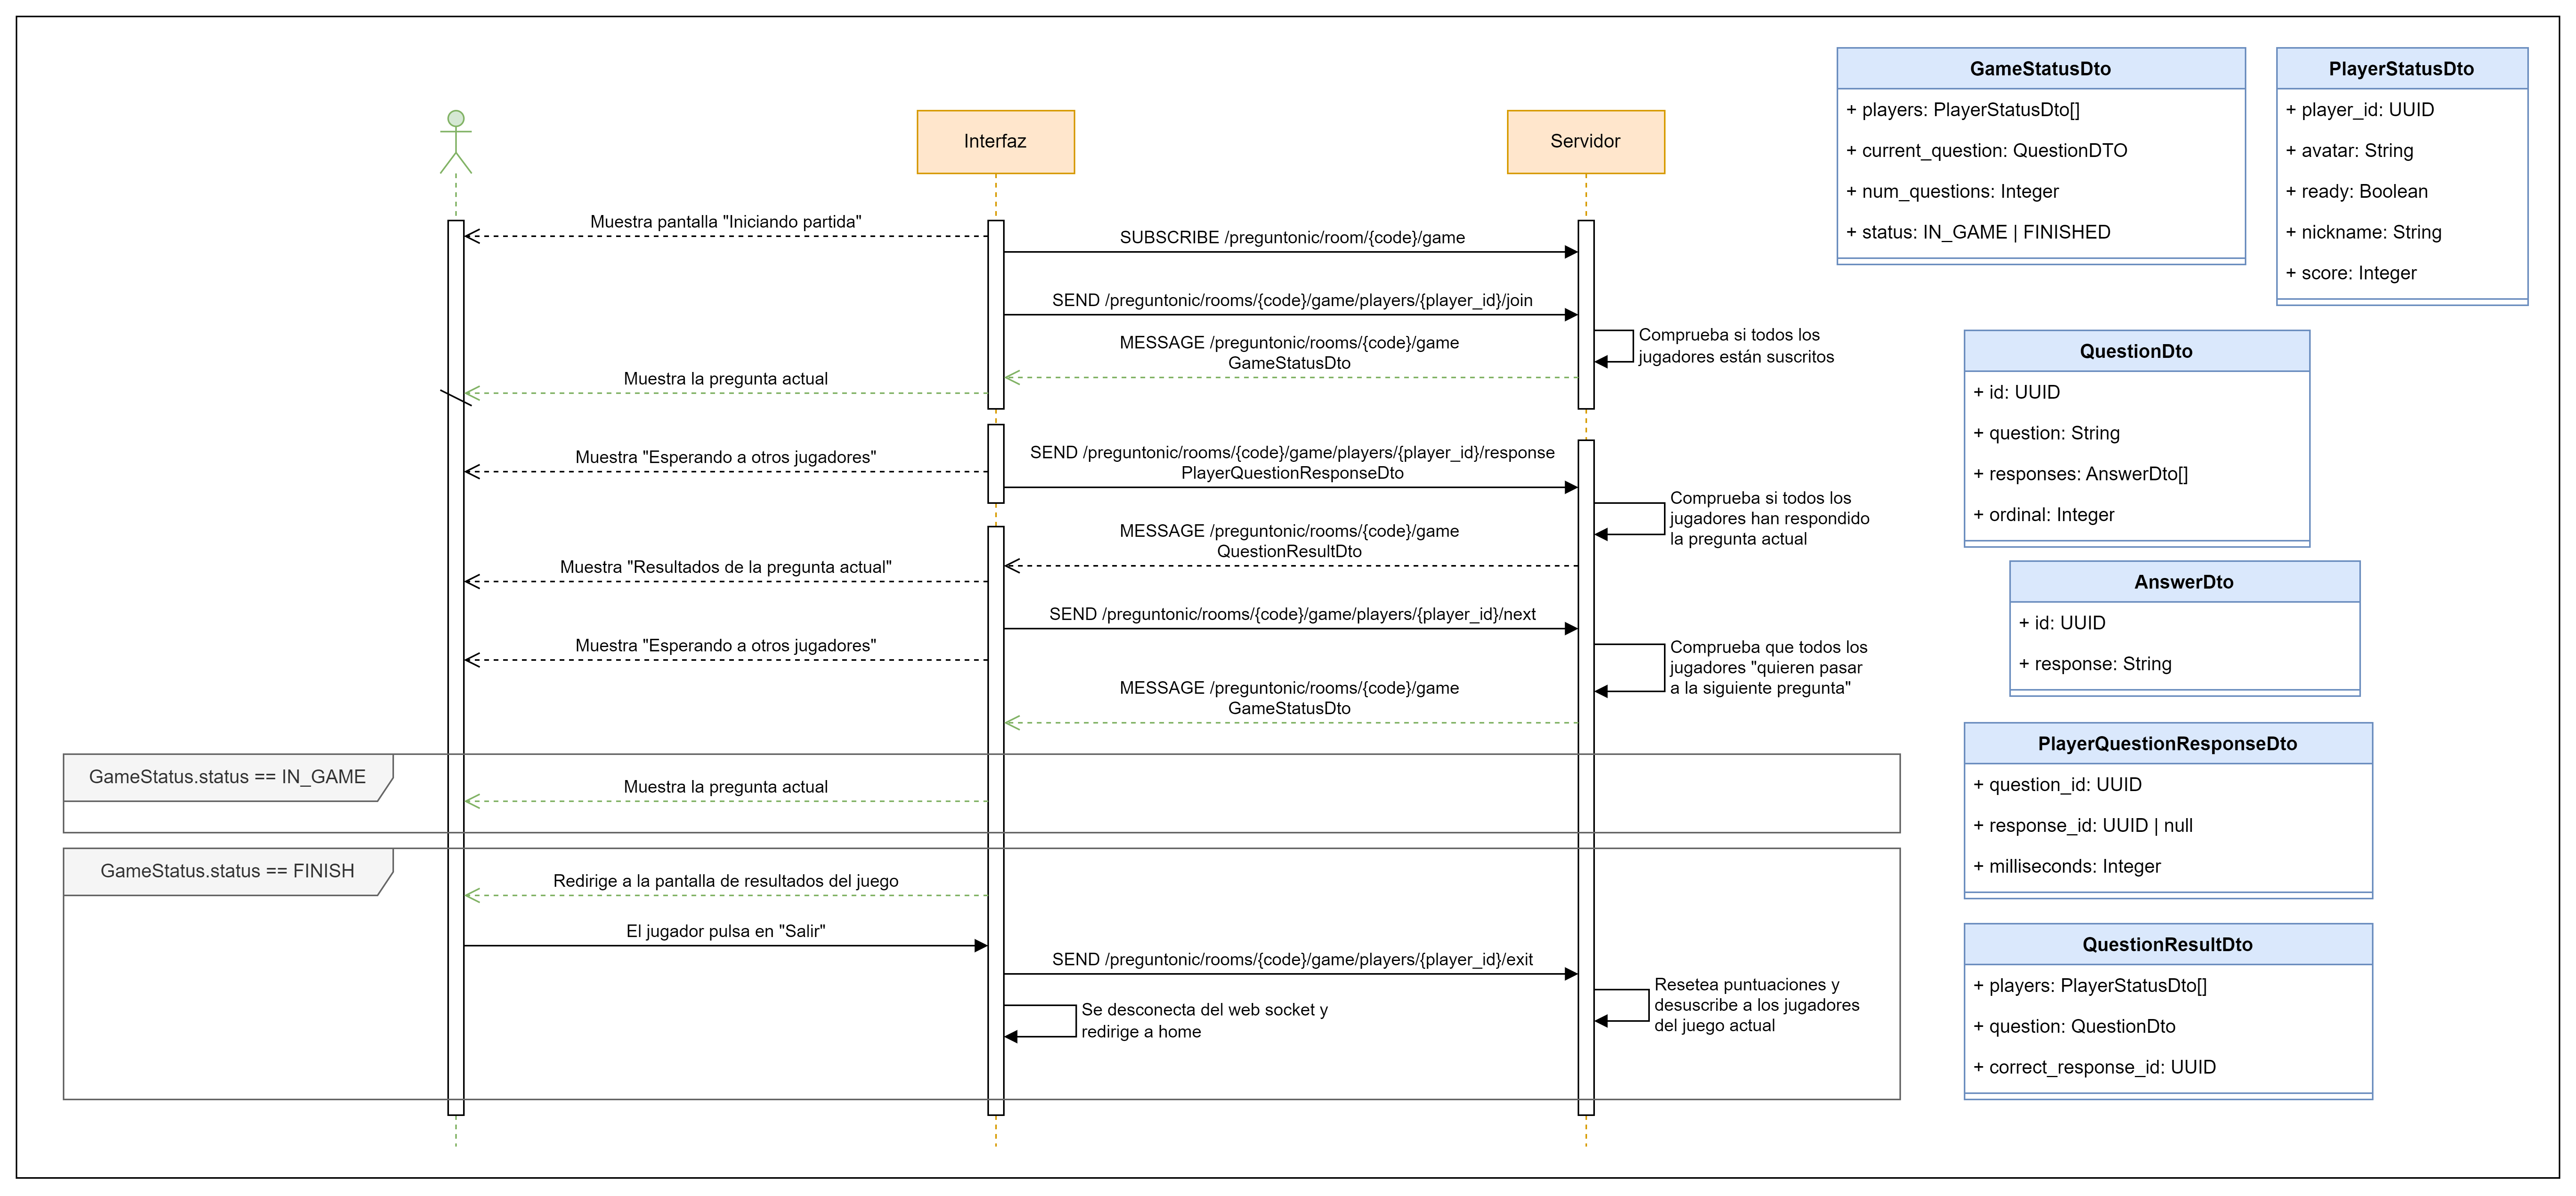 Interfaz
Servidor
Muestra pantalla "Iniciando partida"
SUBSCRIBE /preguntonic/room/{code}/game
SEND /preguntonic/rooms/{code}/game/players/{player_id}/join
Comprueba si todos los
jugadores están suscritos
MESSAGE /preguntonic/rooms/{code}/game
GameStatusDto
Muestra la pregunta actual
SEND /preguntonic/rooms/{code}/game/players/{player_id}/response
PlayerQuestionResponseDto
Muestra "Esperando a otros jugadores"
Comprueba si todos los
jugadores han respondido
la pregunta actual
MESSAGE /preguntonic/rooms/{code}/game
QuestionResultDto
Muestra "Resultados de la pregunta actual"
SEND /preguntonic/rooms/{code}/game/players/{player_id}/next
Muestra "Esperando a otros jugadores"
Comprueba que todos los
jugadores "quieren pasar
a la siguiente pregunta"
MESSAGE /preguntonic/rooms/{code}/game
GameStatusDto
GameStatus.status == IN_GAME
Muestra la pregunta actual
GameStatus.status == FINISH
Redirige a la pantalla de resultados del juego
El jugador pulsa en "Salir"
SEND /preguntonic/rooms/{code}/game/players/{player_id}/exit
Se desconecta del web socket y
redirige a home
Resetea puntuaciones y
desuscribe a los jugadores
del juego actual
GameStatusDto
+ players: PlayerStatusDto[]
+ current_question: QuestionDTO
+ num_questions: Integer
+ status: IN_GAME | FINISHED
PlayerStatusDto
+ player_id: UUID
+ avatar: String
+ ready: Boolean
+ nickname: String
+ score: Integer
QuestionDto
+ id: UUID
+ question: String
+ responses: AnswerDto[]
+ ordinal: Integer
AnswerDto
+ id: UUID
+ response: String
PlayerQuestionResponseDto
+ question_id: UUID
+ response_id: UUID | null
+ milliseconds: Integer
QuestionResultDto
+ players: PlayerStatusDto[]
+ question: QuestionDto
+ correct_response_id: UUID